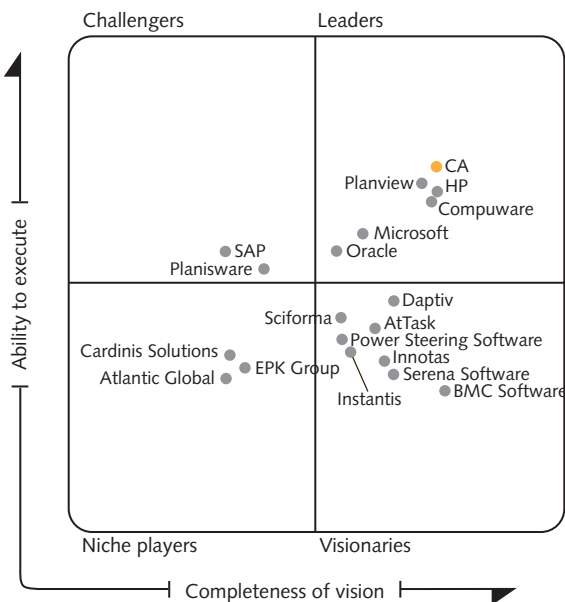 Challengers
Leaders
CA
Planview
HP
Compuware
Microsoft
SAP
Oracle
Planisware
Ability to execute
Daptiv
Sciforma
AtTask
Power Steering Software
Cardinis Solutions
Innotas
EPK Group
Serena Software
Atlantic Global
BMC Software
Instantis
Niche players
Visionaries
Completeness of vision